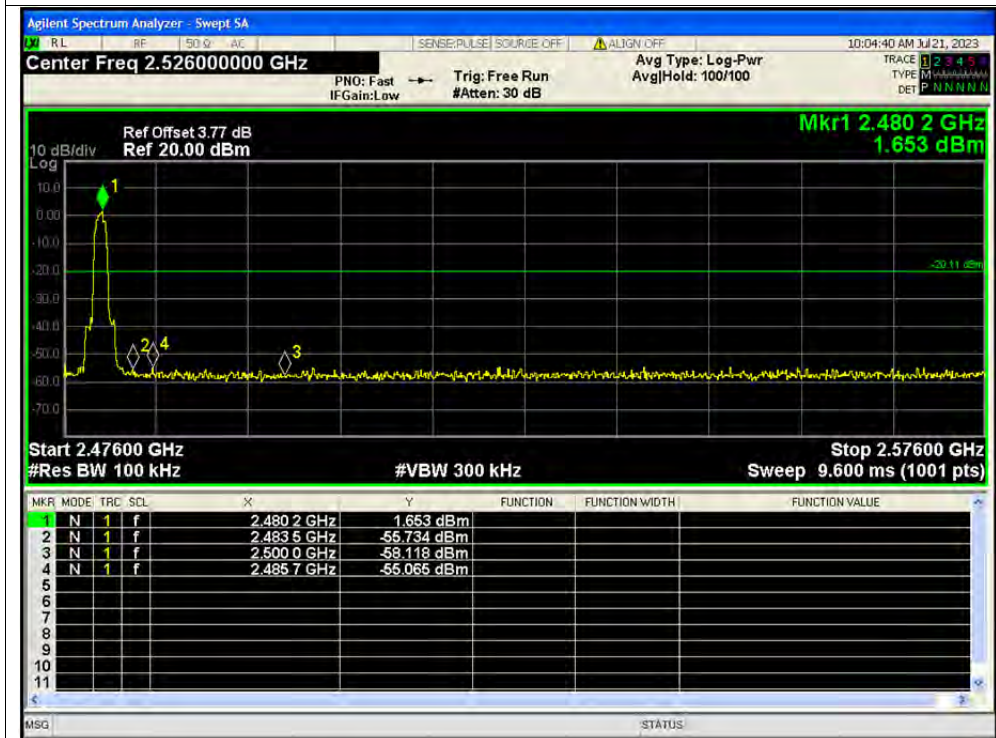 Agilent Spectrum Analyzer - Swept SA
LXI RL RF 50 Ω AC SENSE:PULSE SOURCE OFF ALIGN OFF 10:04:40 AM Jul 21, 2023
Center Freq 2.526000000 GHz
PNO: Fast
IFGain:Low
Trig: Free Run
#Atten: 30 dB
Avg Type: Log-Pwr
Avg|Hold: 100/100
TRACE 1 2 3 4 5 6
TYPE M
DET P N N N N N
Mkr1 2.480 2 GHz
1.653 dBm
Ref Offset 3.77 dB
10 dB/div Ref 20.00 dBm
Log
10.0
0.00
-10.0
-20.0
-30.0
-40.0
-50.0
-60.0
-70.0
1
-20.11 dBm
2 4
3
Start 2.47600 GHz Stop 2.57600 GHz
#Res BW 100 kHz #VBW 300 kHz Sweep 9.600 ms (1001 pts)
MKR MODE TRC SCL X Y FUNCTION FUNCTION WIDTH FUNCTION VALUE
1 N 1 f 2.480 2 GHz 1.653 dBm
2 N 1 f 2.483 5 GHz -55.734 dBm
3 N 1 f 2.500 0 GHz -58.118 dBm
4 N 1 f 2.485 7 GHz -55.065 dBm
5
6
7
8
9
10
11
MSG STATUS